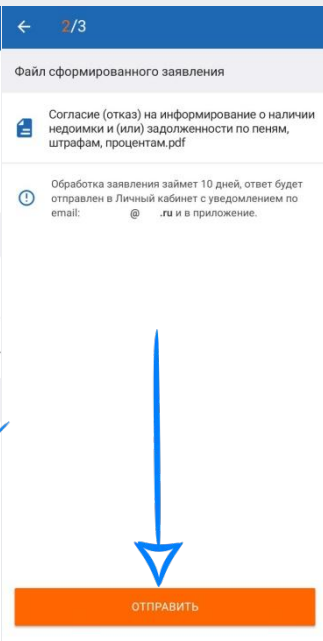 2/3
Файл сформированного заявления
Согласие (отказ) на информирование о наличии
недоимки и (или) задолженности по пеням,
штрафам, процентам.pdf
Обработка заявления займет 10 дней, ответ будет
отправлен в Личный кабинет с уведомлением по
email: @ .ru и в приложение.
ОТПРАВИТЬ